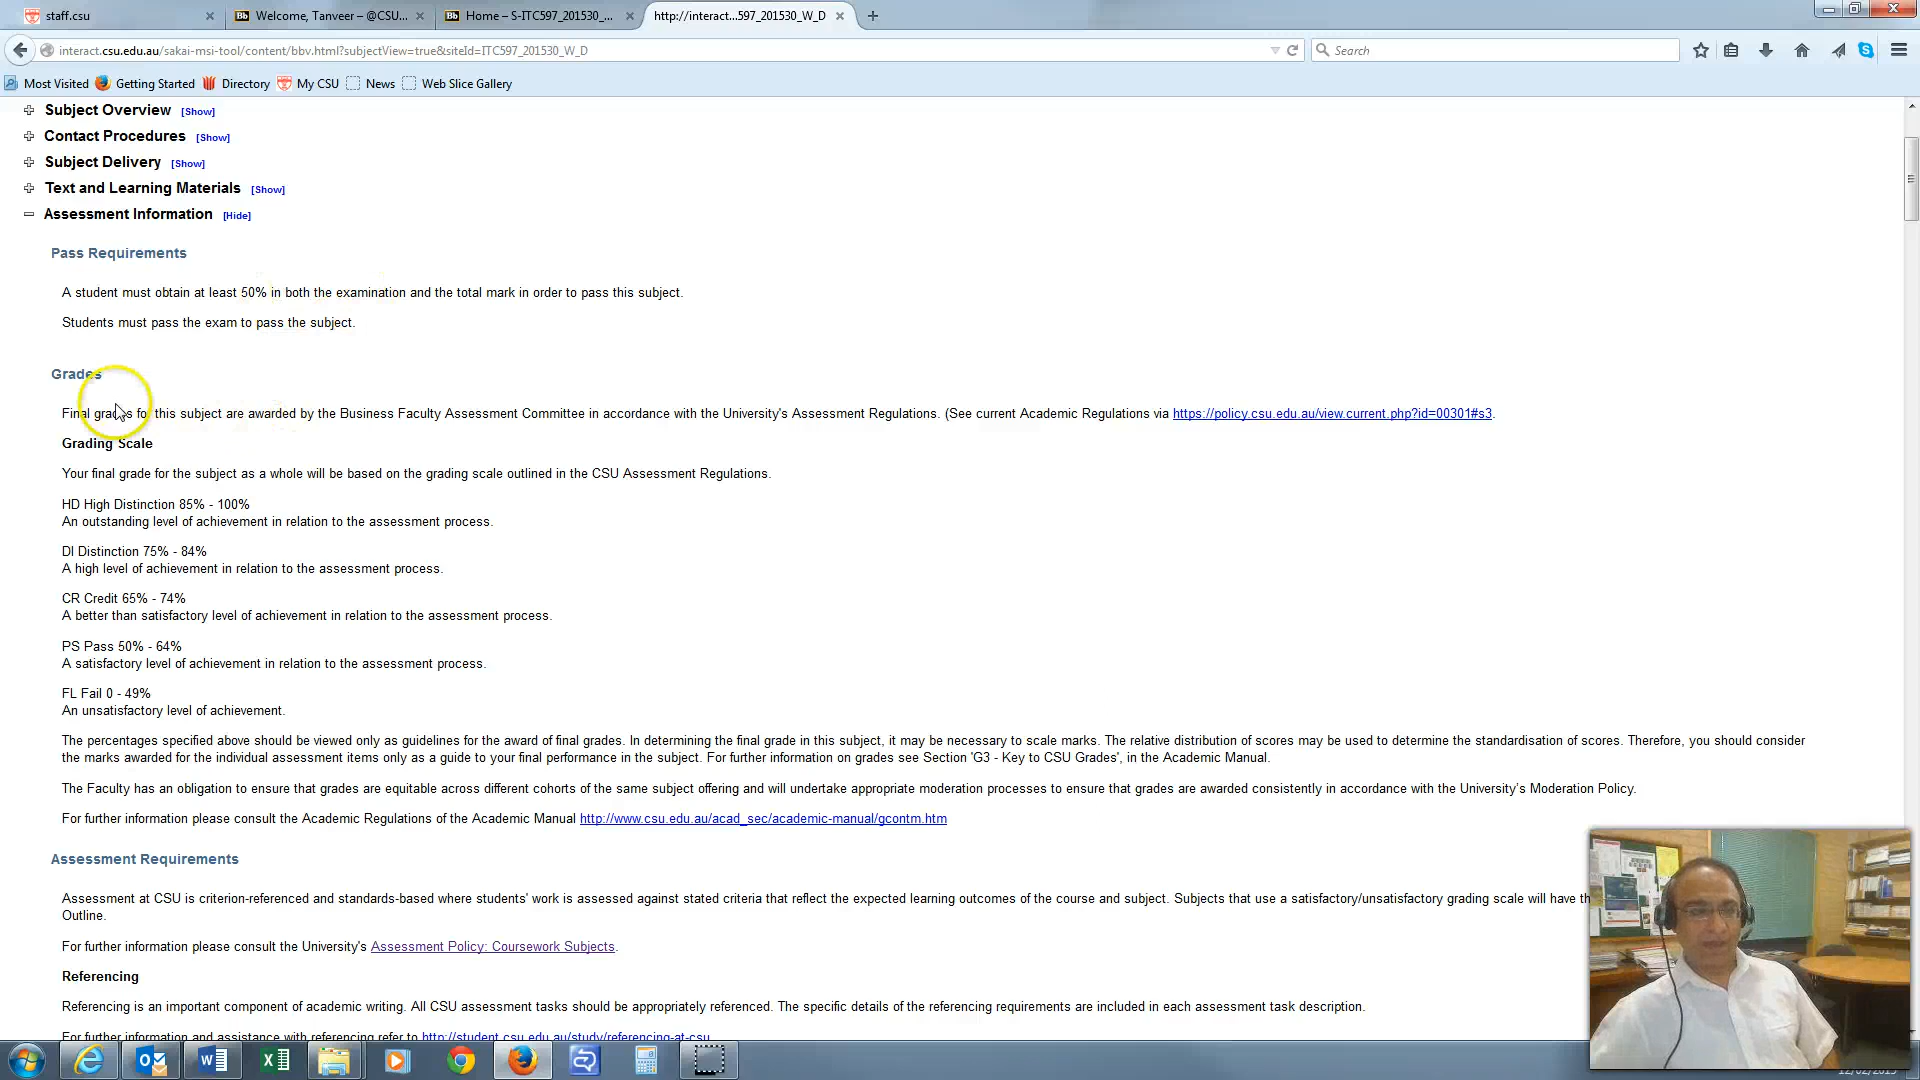 staff.csu
Bb Welcome, Tanveer – @CSU...
Bb Home – S-ITC597_201530_...
http://interact...597_201530_W_D
interact.csu.edu.au/sakai-msi-tool/content/bbv.html?subjectView=true&siteId=ITC597_201530_W_D
Search
Most Visited Getting Started Directory My CSU News Web Slice Gallery
Subject Overview [Show]
Contact Procedures [Show]
Subject Delivery [Show]
Text and Learning Materials [Show]
Assessment Information [Hide]
Pass Requirements
A student must obtain at least 50% in both the examination and the total mark in order to pass this subject.
Students must pass the exam to pass the subject.
Grades
Final grades for this subject are awarded by the Business Faculty Assessment Committee in accordance with the University's Assessment Regulations. (See current Academic Regulations via https://policy.csu.edu.au/view.current.php?id=00301#s3.
Grading Scale
Your final grade for the subject as a whole will be based on the grading scale outlined in the CSU Assessment Regulations.
HD High Distinction 85% - 100%
An outstanding level of achievement in relation to the assessment process.
DI Distinction 75% - 84%
A high level of achievement in relation to the assessment process.
CR Credit 65% - 74%
A better than satisfactory level of achievement in relation to the assessment process.
PS Pass 50% - 64%
A satisfactory level of achievement in relation to the assessment process.
FL Fail 0 - 49%
An unsatisfactory level of achievement.
The percentages specified above should be viewed only as guidelines for the award of final grades. In determining the final grade in this subject, it may be necessary to scale marks. The relative distribution of scores may be used to determine the standardisation of scores. Therefore, you should consider
the marks awarded for the individual assessment items only as a guide to your final performance in the subject. For further information on grades see Section 'G3 - Key to CSU Grades', in the Academic Manual.
The Faculty has an obligation to ensure that grades are equitable across different cohorts of the same subject offering and will undertake appropriate moderation processes to ensure that grades are awarded consistently in accordance with the University's Moderation Policy.
For further information please consult the Academic Regulations of the Academic Manual http://www.csu.edu.au/acad_sec/academic-manual/gcontm.htm
Assessment Requirements
Assessment at CSU is criterion-referenced and standards-based where students' work is assessed against stated criteria that reflect the expected learning outcomes of the course and subject. Subjects that use a satisfactory/unsatisfactory grading scale will have th
Outline.
For further information please consult the University's Assessment Policy: Coursework Subjects.
Referencing
Referencing is an important component of academic writing. All CSU assessment tasks should be appropriately referenced. The specific details of the referencing requirements are included in each assessment task description.
For further information and assistance with referencing refer to http://student.csu.edu.au/study/referencing-at-csu